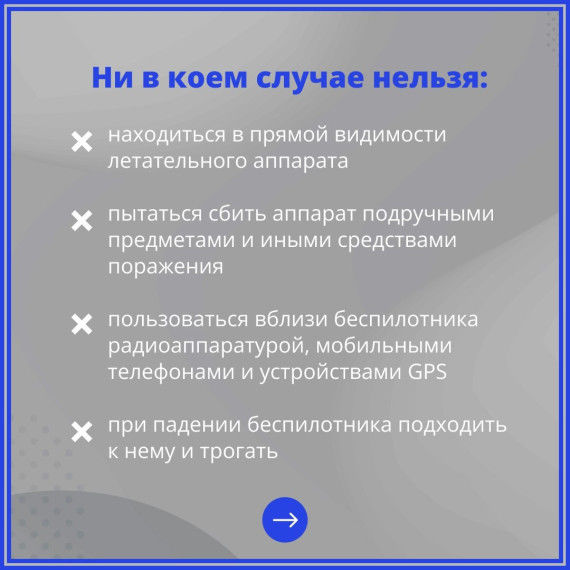 Ни в коем случае нельзя:
находиться в прямой видимости
летательного аппарата
пытаться сбить аппарат подручными
предметами и иными средствами
поражения
пользоваться вблизи беспилотника
радиоаппаратурой, мобильными
телефонами и устройствами GPS
при падении беспилотника подходить
к нему и трогать